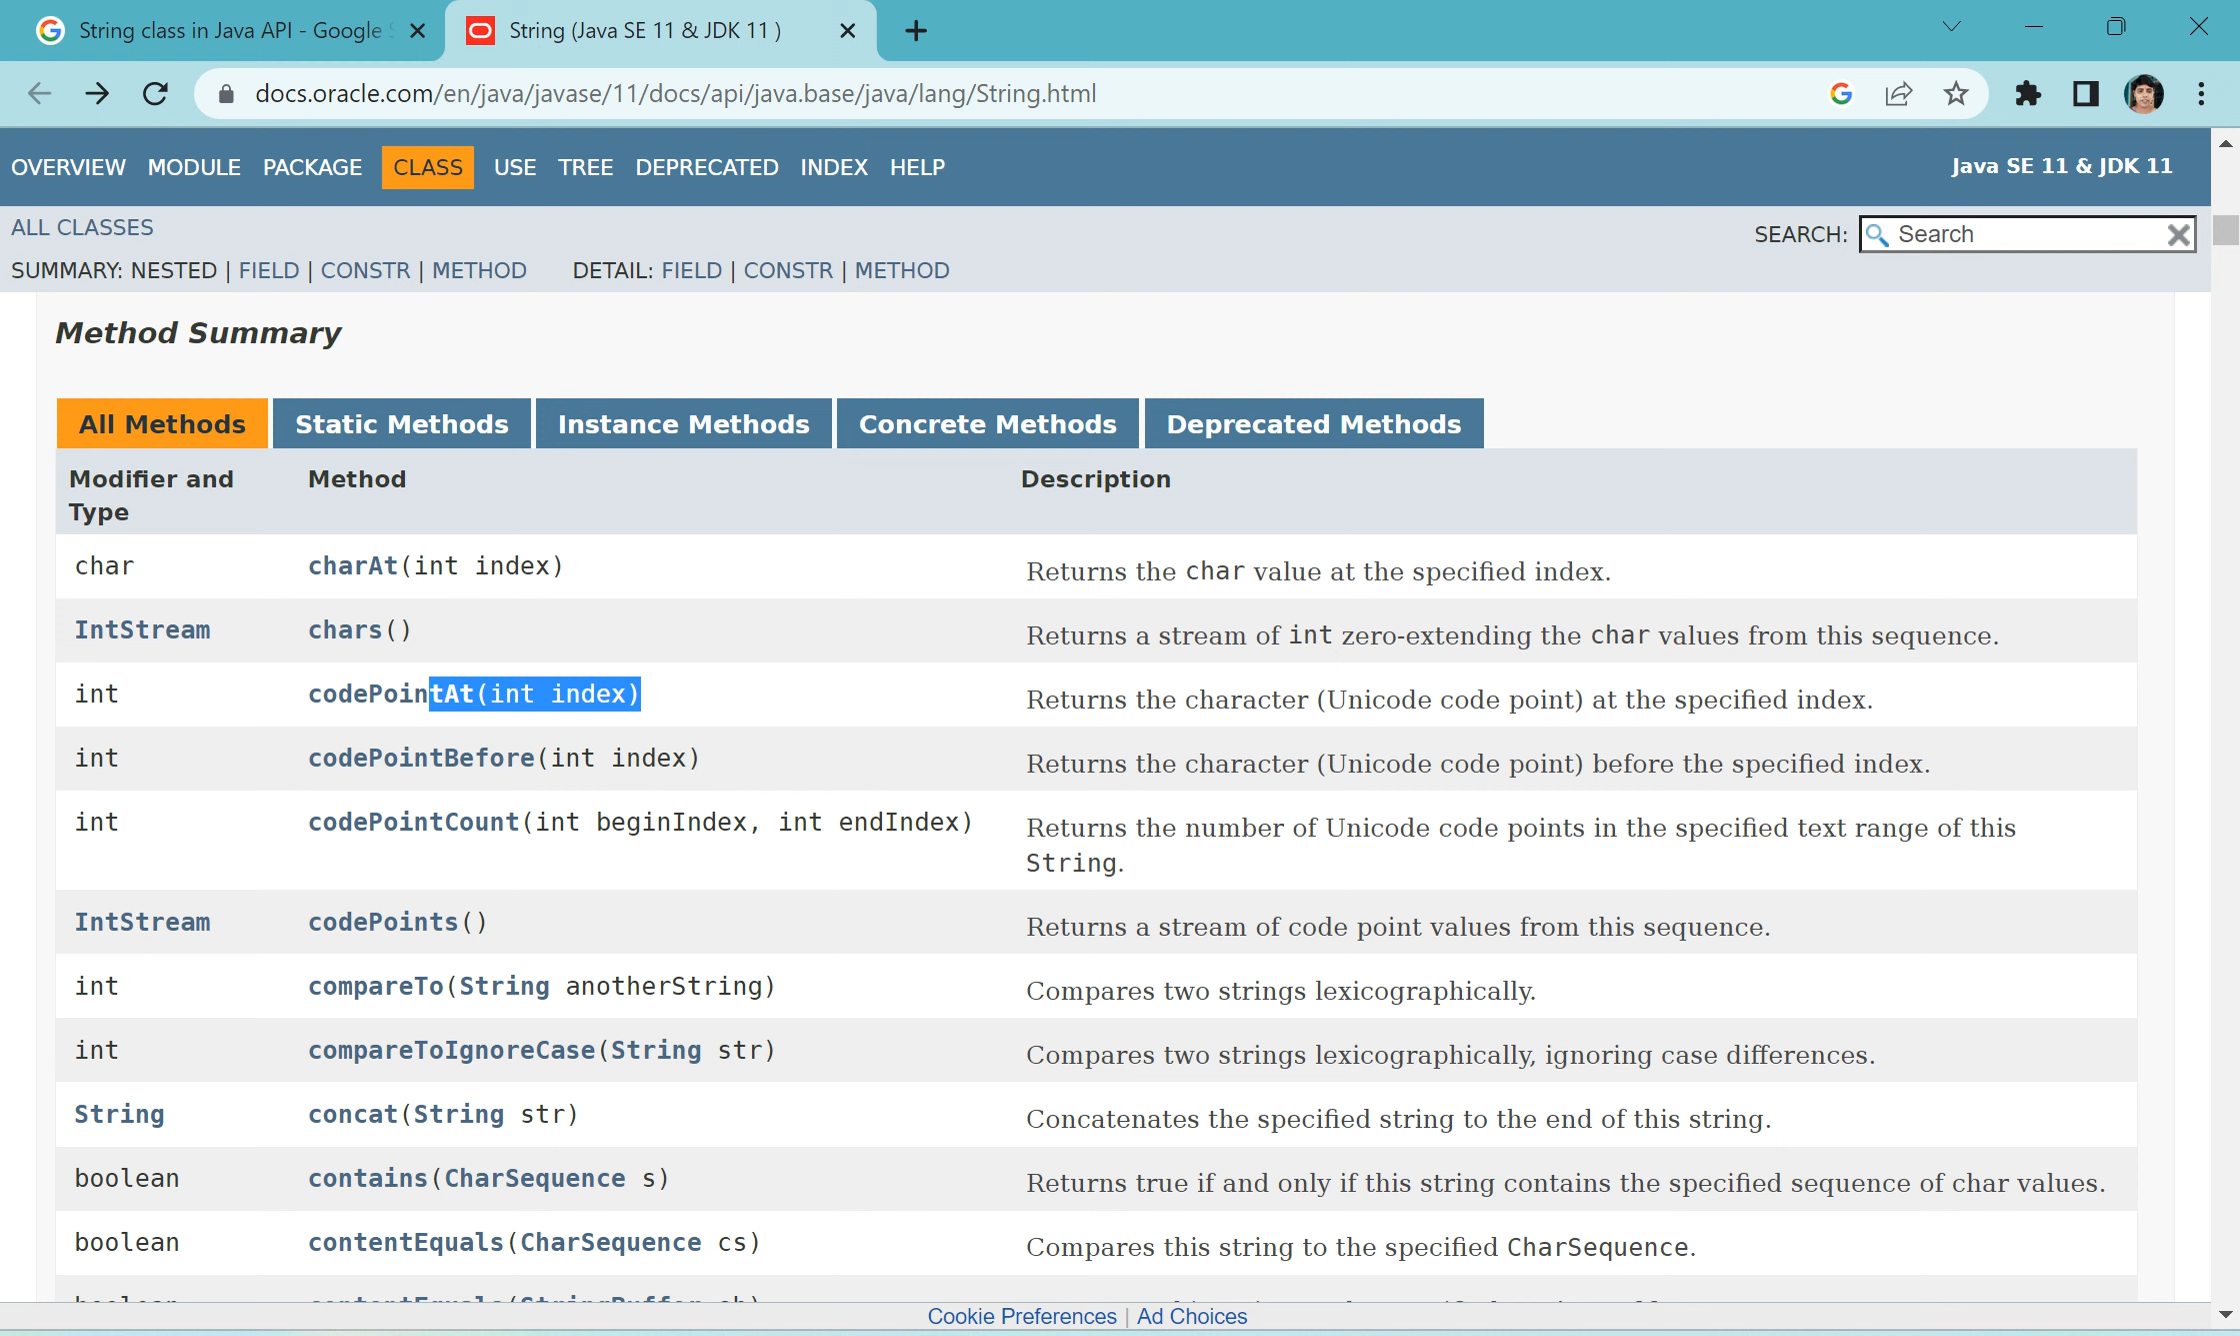 String class in Java API - Google
String (Java SE 11 & JDK 11 )
docs.oracle.com/en/java/javase/11/docs/api/java.base/java/lang/String.html
OVERVIEW MODULE PACKAGE CLASS USE TREE DEPRECATED INDEX HELP
Java SE 11 & JDK 11
ALL CLASSES
SEARCH: Search
SUMMARY: NESTED | FIELD | CONSTR | METHOD DETAIL: FIELD | CONSTR | METHOD
Method Summary
All Methods Static Methods Instance Methods Concrete Methods Deprecated Methods
Modifier and Type Method Description
char charAt(int index) Returns the char value at the specified index.
IntStream chars() Returns a stream of int zero-extending the char values from this sequence.
int codePointAt(int index) Returns the character (Unicode code point) at the specified index.
int codePointBefore(int index) Returns the character (Unicode code point) before the specified index.
int codePointCount(int beginIndex, int endIndex) Returns the number of Unicode code points in the specified text range of this
String.
IntStream codePoints() Returns a stream of code point values from this sequence.
int compareTo(String anotherString) Compares two strings lexicographically.
int compareToIgnoreCase(String str) Compares two strings lexicographically, ignoring case differences.
String concat(String str) Concatenates the specified string to the end of this string.
boolean contains(CharSequence s) Returns true if and only if this string contains the specified sequence of char values.
boolean contentEquals(CharSequence cs) Compares this string to the specified CharSequence.
Cookie Preferences | Ad Choices